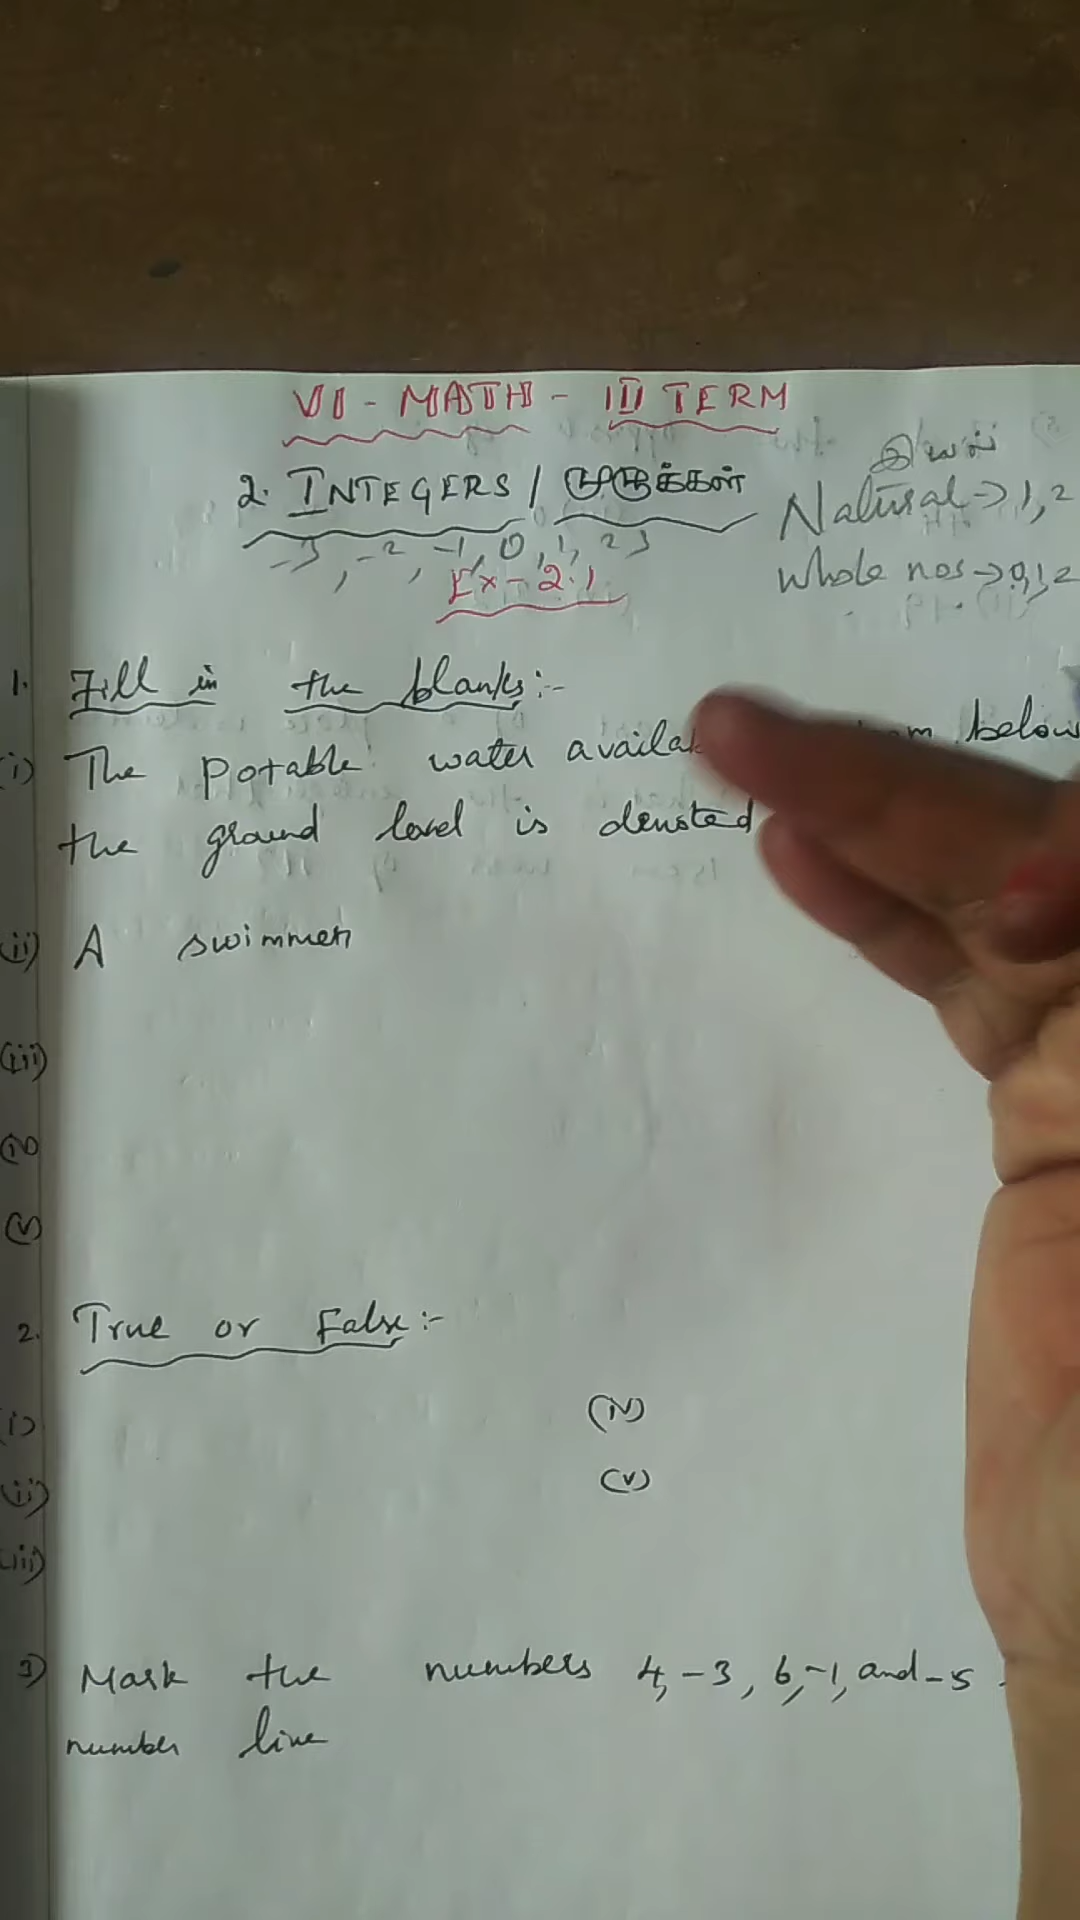 VI - MATH - III TERM
இயல்
2. INTEGERS / முழுக்கள்
Natural -> 1, 2
-3, -2, -1, 0, 1, 2 3
Whole nos -> 0, 1, 2
Ex - 2.1
1. Fill in the blanks:-
(i) The potable water below
the ground level is denoted
(ii) A swimmer
(iii)
(iv)
(v)
2. True or False:-
(i) (iv)
(ii) (v)
(iii)
3) Mark the numbers 4, -3, 6, -1, and -5
number line